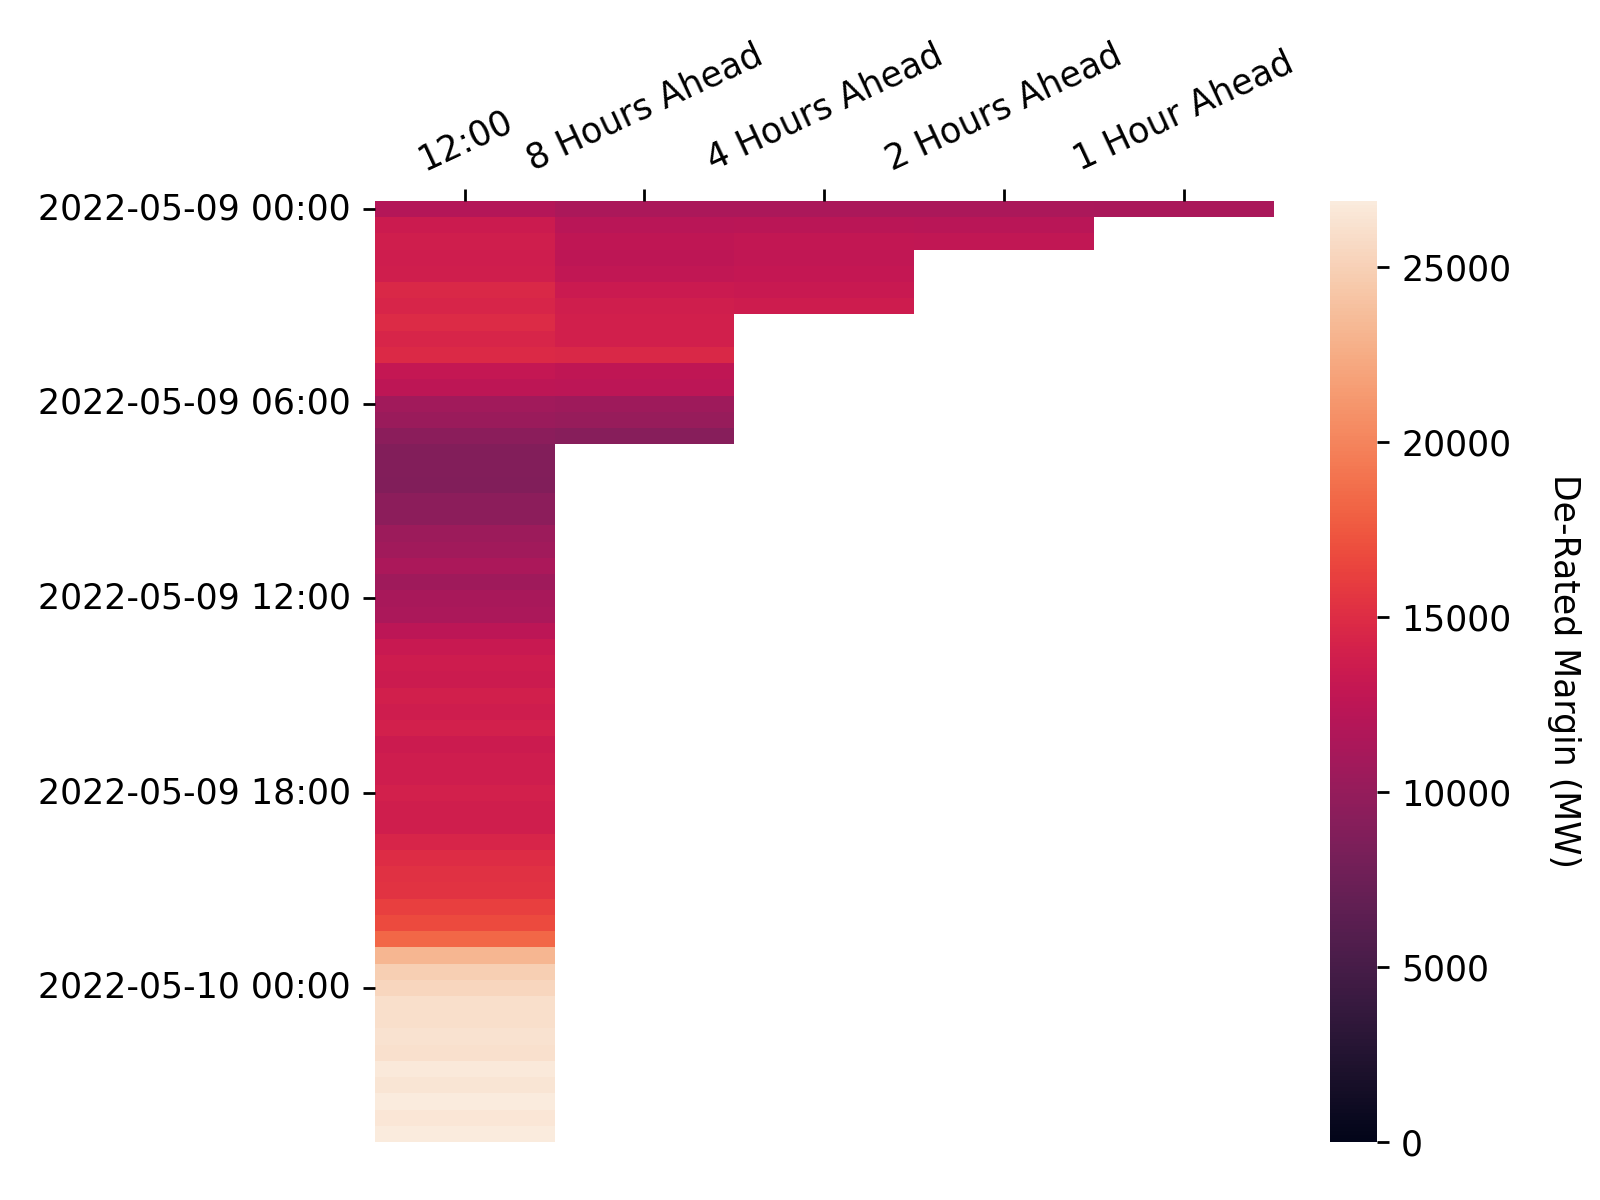 12:00
8 Hours Ahead
4 Hours Ahead
2 Hours Ahead
1 Hour Ahead
2022-05-09 00:00
2022-05-09 06:00
2022-05-09 12:00
2022-05-09 18:00
2022-05-10 00:00
25000
20000
15000
10000
5000
0
De-Rated Margin (MW)